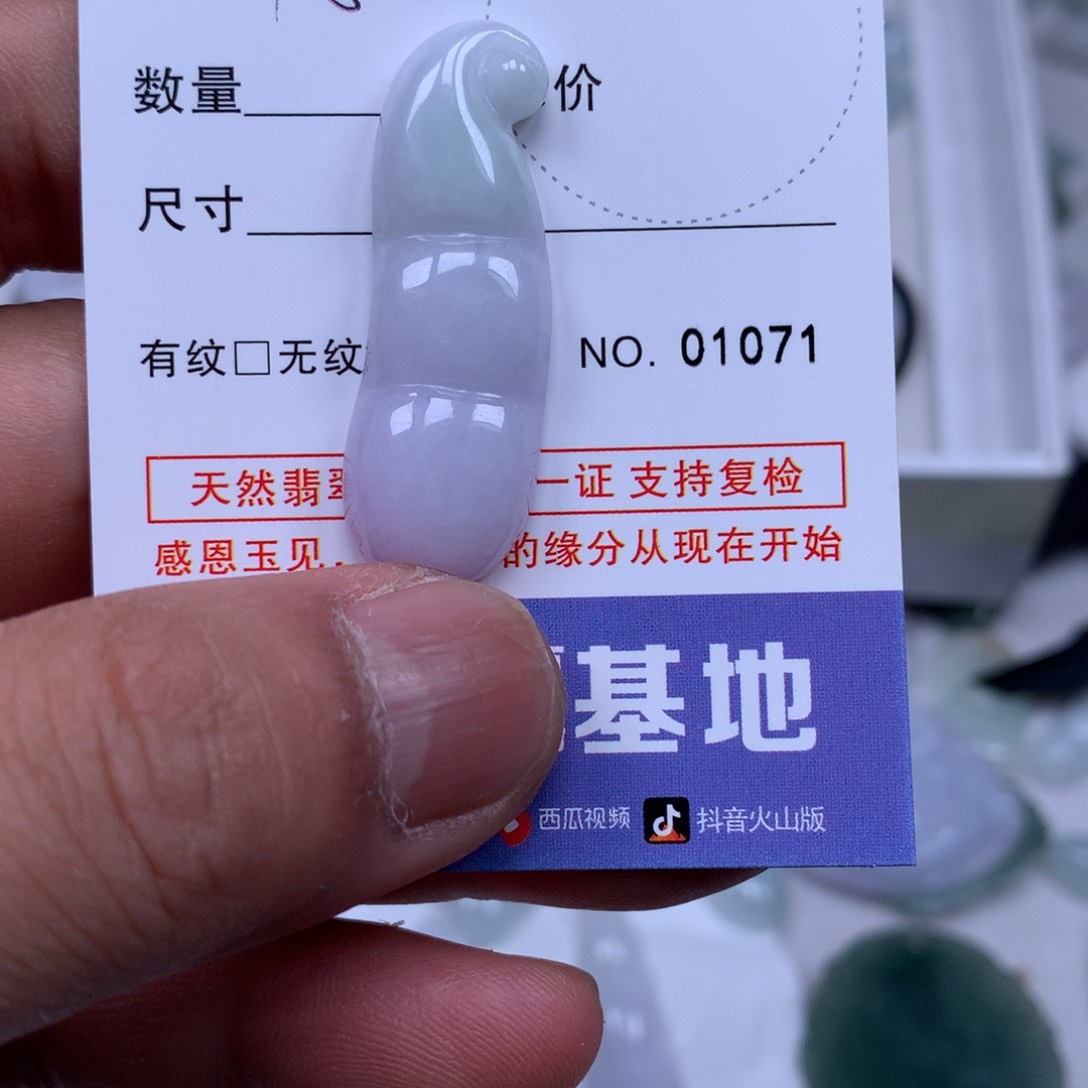 数量 价
尺寸
有纹□无纹 NO. 01071
天然翡 一证 支持复检
感恩玉见, 的缘分从现在开始
基地
西瓜视频 抖音火山版